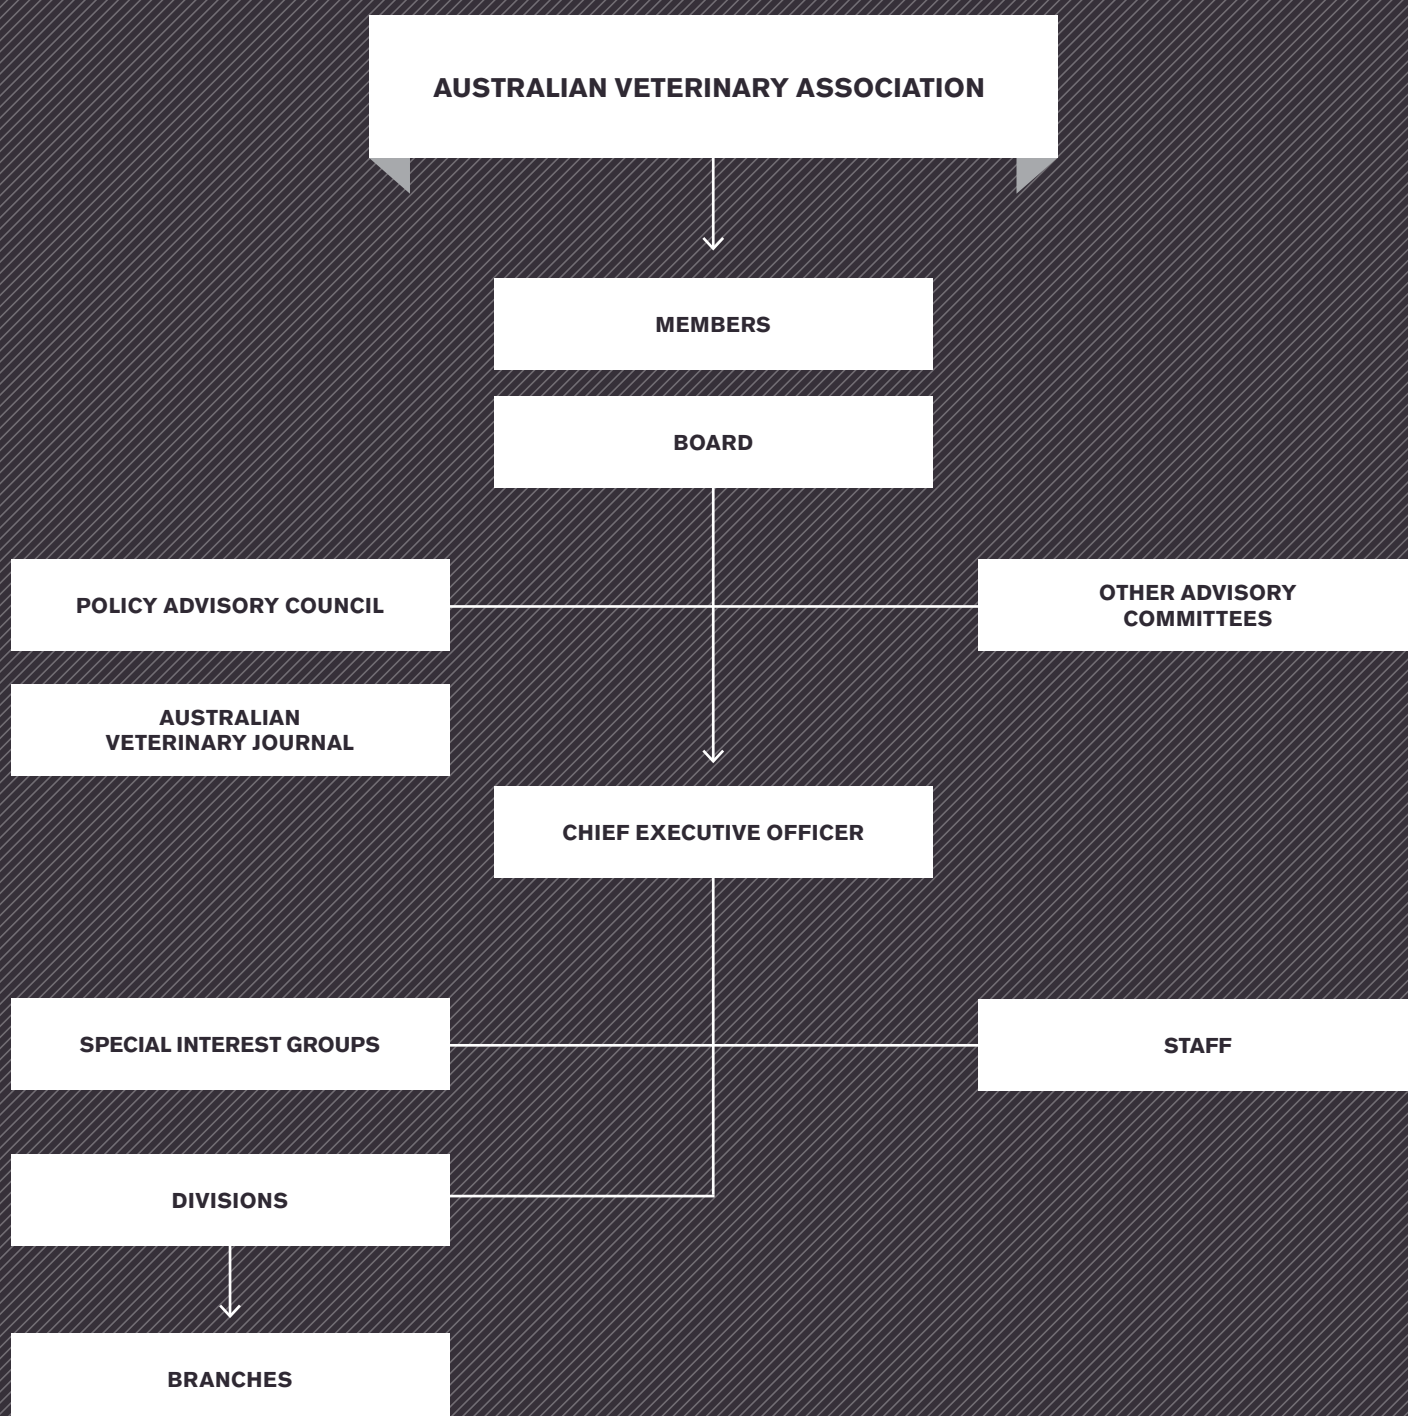 AUSTRALIAN VETERINARY ASSOCIATION
MEMBERS
BOARD
POLICY ADVISORY COUNCIL
OTHER ADVISORY
COMMITTEES
AUSTRALIAN
VETERINARY JOURNAL
CHIEF EXECUTIVE OFFICER
SPECIAL INTEREST GROUPS
STAFF
DIVISIONS
BRANCHES